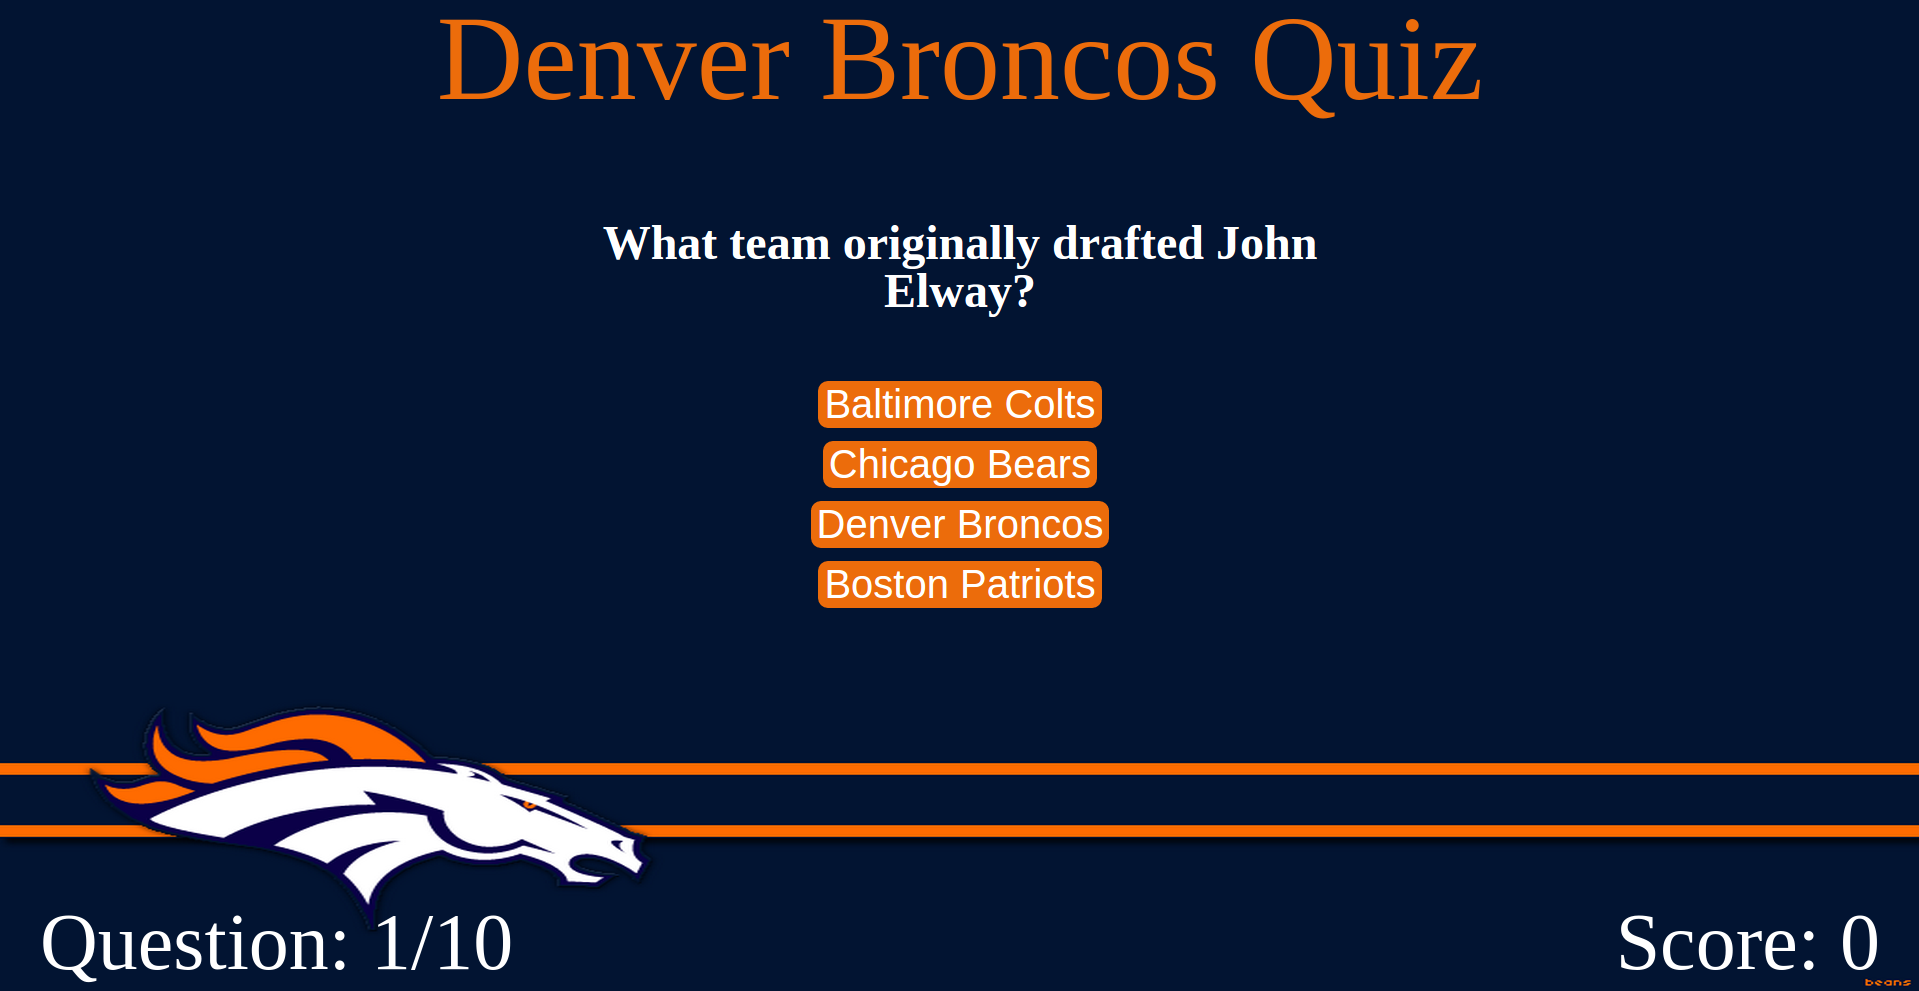 Denver Broncos Quiz
What team originally drafted John
Elway?
Baltimore Colts
Chicago Bears
Denver Broncos
Boston Patriots
Question: 1/10
Score: 0
beans